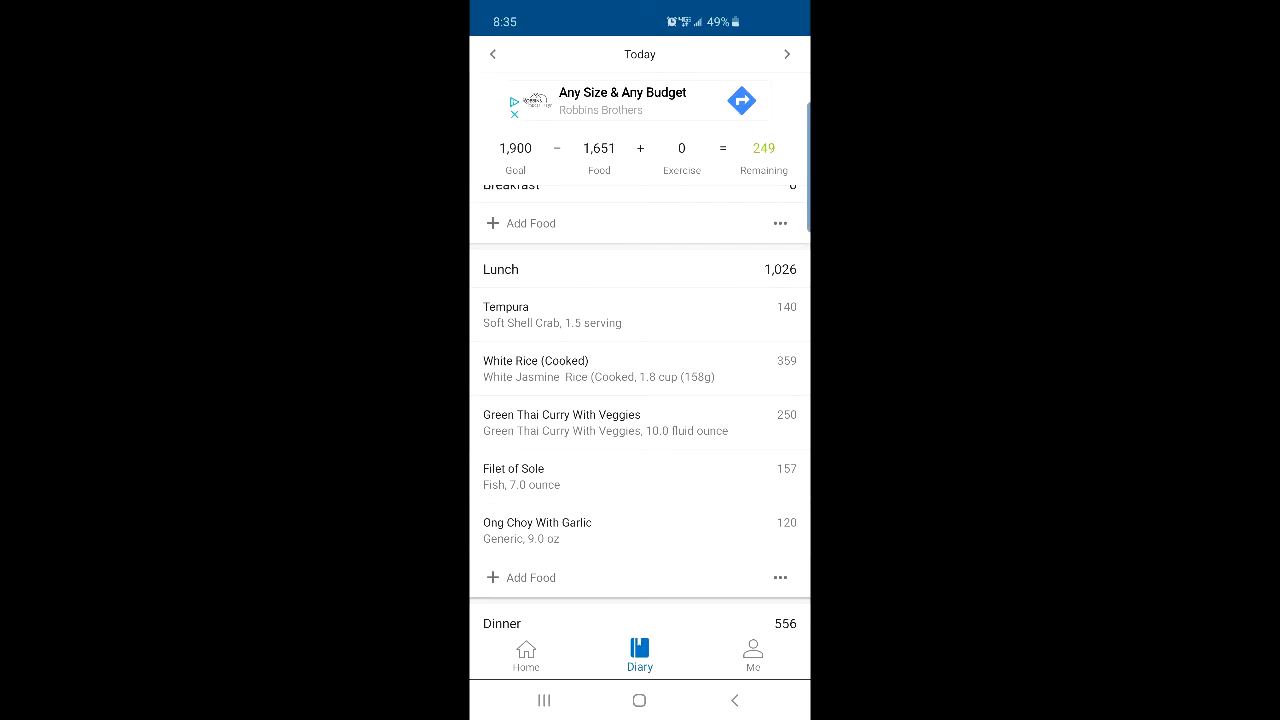 8:35
49%
Today
Any Size & Any Budget
Robbins Brothers
1,900 - 1,651 + 0 = 249
Goal Food Exercise Remaining
Breakfast 0
+ Add Food
Lunch 1,026
Tempura 140
Soft Shell Crab, 1.5 serving
White Rice (Cooked) 359
White Jasmine Rice (Cooked, 1.8 cup (158g)
Green Thai Curry With Veggies 250
Green Thai Curry With Veggies, 10.0 fluid ounce
Filet of Sole 157
Fish, 7.0 ounce
Ong Choy With Garlic 120
Generic, 9.0 oz
+ Add Food
Dinner 556
Home Diary Me